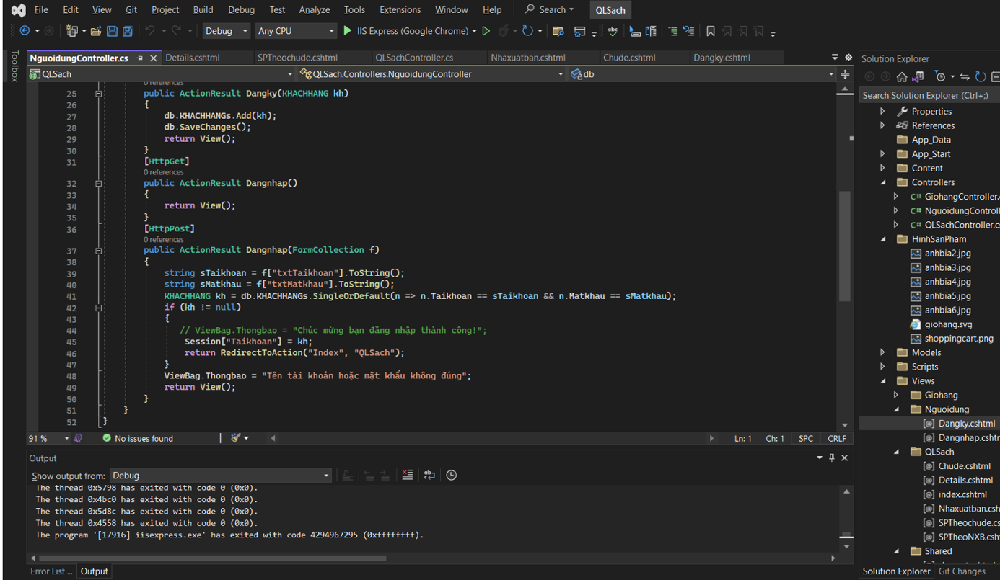 File Edit View Git Project Build Debug Test Analyze Tools Extensions Window Help Search QLSach
Debug Any CPU IIS Express (Google Chrome)
Toolbox
NguoidungController.cs Details.cshtml SPTheochude.cshtml QLSachController.cs Nhaxuatban.cshtml Chude.cshtml Dangky.cshtml
QLSach QLSach.Controllers.NguoidungController db
0 references
25 public ActionResult Dangky(KHACHHANG kh)
26 {
27 db.KHACHHANGs.Add(kh);
28 db.SaveChanges();
29 return View();
30 }
31 [HttpGet]
0 references
32 public ActionResult Dangnhap()
33 {
34 return View();
35 }
36 [HttpPost]
0 references
37 public ActionResult Dangnhap(FormCollection f)
38 {
39 string sTaikhoan = f["txtTaikhoan"].ToString();
40 string sMatkhau = f["txtMatkhau"].ToString();
41 KHACHHANG kh = db.KHACHHANGs.SingleOrDefault(n => n.Taikhoan == sTaikhoan && n.Matkhau == sMatkhau);
42 if (kh != null)
43 {
44 // ViewBag.Thongbao = "Chúc mừng bạn đăng nhập thành công!";
45 Session["Taikhoan"] = kh;
46 return RedirectToAction("Index", "QLSach");
47 }
48 ViewBag.Thongbao = "Tên tài khoản hoặc mật khẩu không đúng";
49 return View();
50 }
51 }
52 }
91 % No issues found Ln: 1 Ch: 1 SPC CRLF
Output
Show output from: Debug
The thread 0x5798 has exited with code 0 (0x0).
The thread 0x4bc0 has exited with code 0 (0x0).
The thread 0x5d8c has exited with code 0 (0x0).
The thread 0x4558 has exited with code 0 (0x0).
The program '[17916] iisexpress.exe' has exited with code 4294967295 (0xffffffff).
Error List ... Output
Solution Explorer
Search Solution Explorer (Ctrl+;)
Properties
References
App_Data
App_Start
Content
Controllers
C# GiohangController.c
C# NguoidungControll
C# QLSachController.cs
HinhSanPham
anhbia2.jpg
anhbia3.jpg
anhbia4.jpg
anhbia5.jpg
anhbia6.jpg
giohang.svg
shoppingcart.png
Models
Scripts
Views
Giohang
Nguoidung
[@] Dangky.cshtml
[@] Dangnhap.cshtm
QLSach
[@] Chude.cshtml
[@] Details.cshtml
[@] index.cshtml
[@] Nhaxuatban.csh
[@] SPTheochude.cs
[@] SPTheoNXB.csht
Shared
Solution Explorer Git Changes